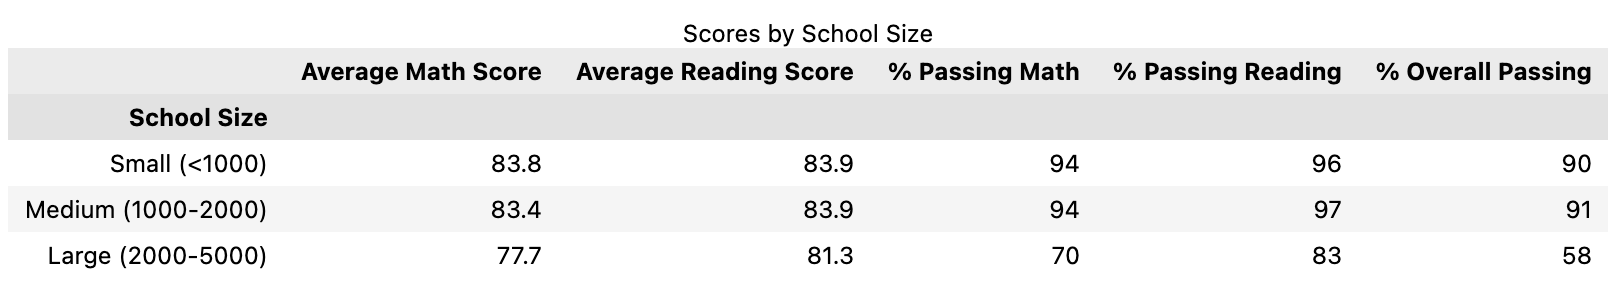 Scores by School Size
Average Math Score Average Reading Score % Passing Math % Passing Reading % Overall Passing
School Size
Small (<1000) 83.8 83.9 94 96 90
Medium (1000-2000) 83.4 83.9 94 97 91
Large (2000-5000) 77.7 81.3 70 83 58